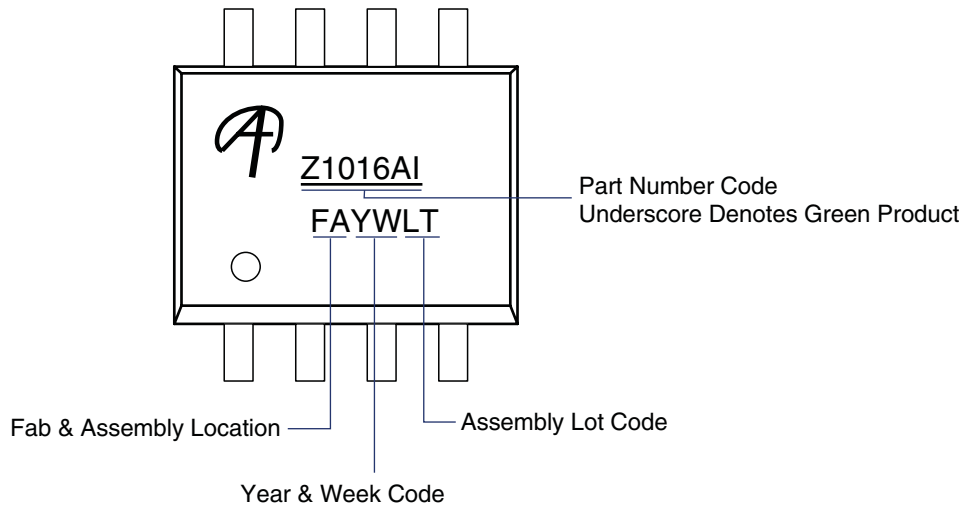 Z1016AI
Part Number Code
Underscore Denotes Green Product
FAYWLT
Fab & Assembly Location
Assembly Lot Code
Year & Week Code